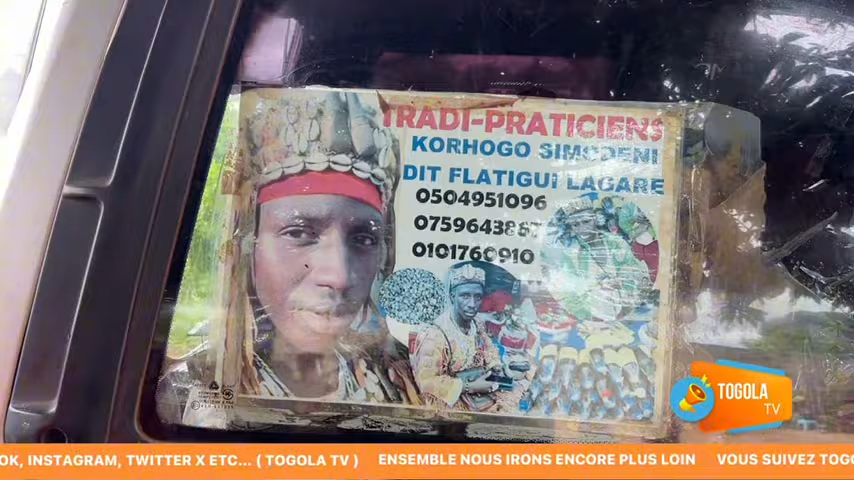 TRADI-PRATICIENS
KORHOGO SIMODENI
DIT FLATIGUI LAGARE
0504951096
0101760910
TOGOLA
TV
OK, INSTAGRAM, TWITTER X ETC... ( TOGOLA TV ) ENSEMBLE NOUS IRONS ENCORE PLUS LOIN VOUS SUIVEZ TOGO